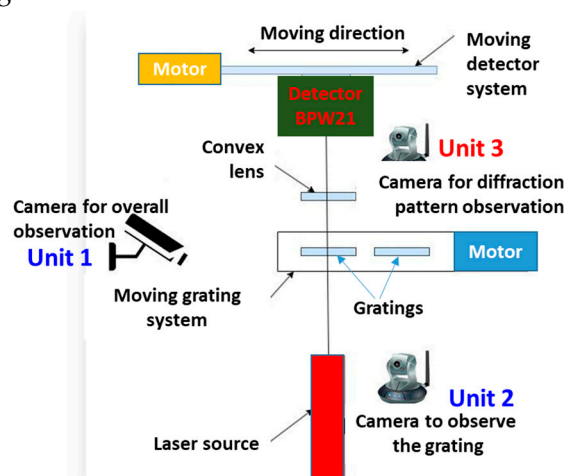 Moving direction
Motor
Moving
detector
system
Detector
BPW21
Unit 3
Convex
lens
Camera for diffraction
pattern observation
Camera for overall
observation
Unit 1
Motor
Moving grating
system
Gratings
Unit 2
Camera to observe
the grating
Laser source